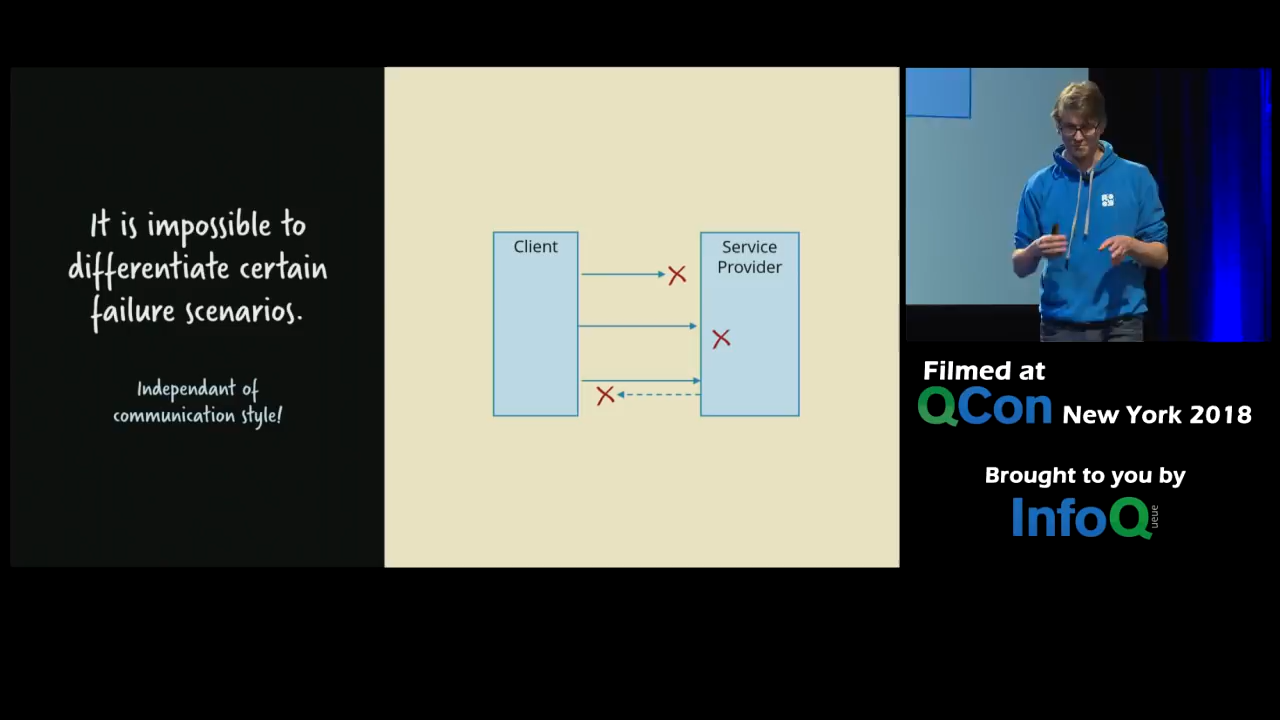 It is impossible to
differentiate certain
failure scenarios.
Independant of
communication style!
Client
Service
Provider
Filmed at
QCon New York 2018
Brought to you by
InfoQueue